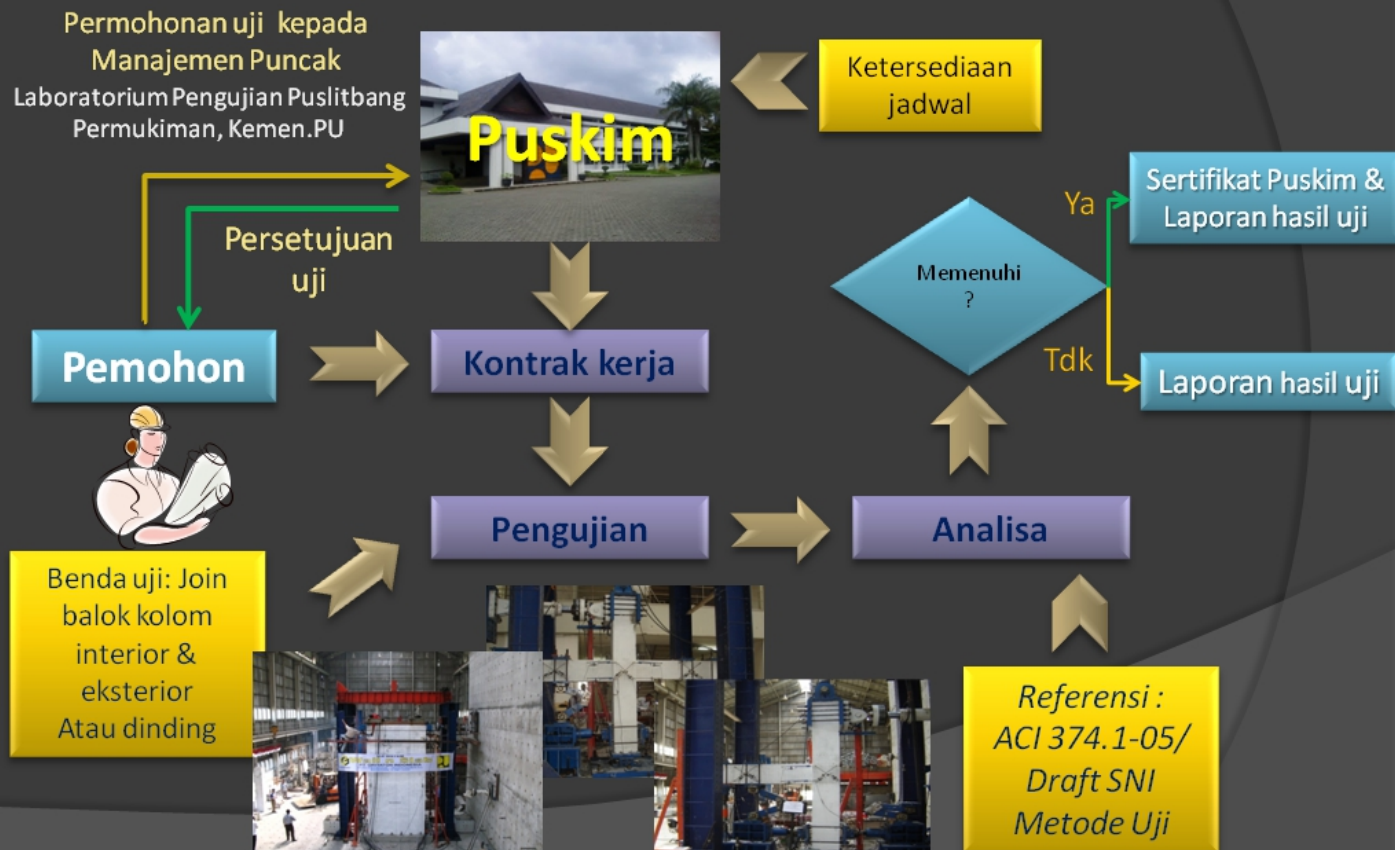 Permohonan uji kepada
Manajemen Puncak
Laboratorium Pengujian Puslitbang
Permukiman, Kemen.PU
Puskim
Ketersediaan
jadwal
Persetujuan
uji
Pemohon
Kontrak kerja
Memenuhi
?
Ya
Sertifikat Puskim &
Laporan hasil uji
Tdk
Laporan hasil uji
Pengujian
Analisa
Benda uji: Join
balok kolom
interior &
eksterior
Atau dinding
Referensi :
ACI 374.1-05/
Draft SNI
Metode Uji